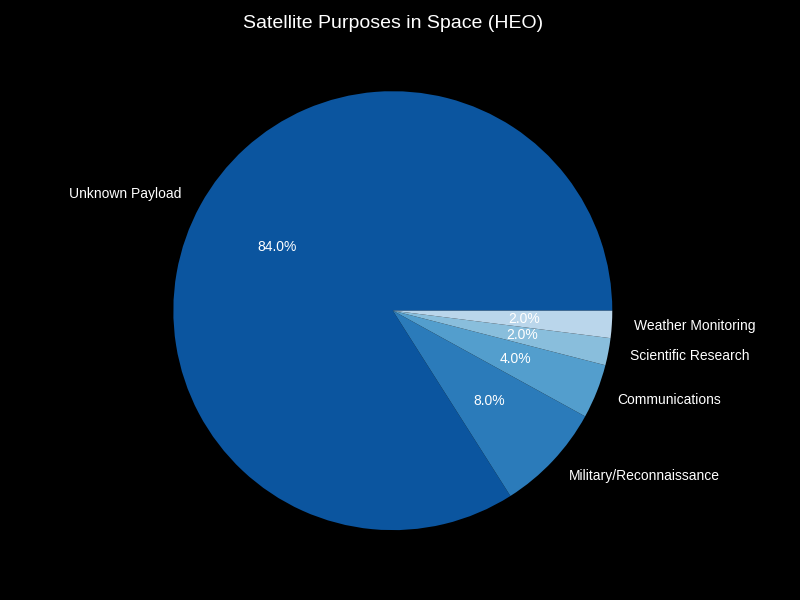 Satellite Purposes in Space (HEO)
Unknown Payload
84.0%
2.0%
Weather Monitoring
2.0%
Scientific Research
4.0%
Communications
8.0%
Military/Reconnaissance